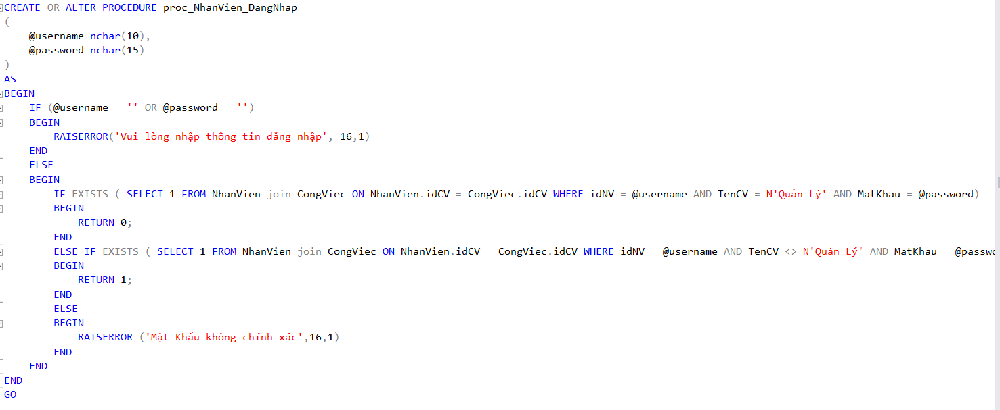 CREATE OR ALTER PROCEDURE proc_NhanVien_DangNhap
(
    @username nchar(10),
    @password nchar(15)
)
AS
BEGIN
    IF (@username = '' OR @password = '')
    BEGIN
        RAISERROR('Vui lòng nhập thông tin đăng nhập', 16,1)
    END
    ELSE
    BEGIN
        IF EXISTS ( SELECT 1 FROM NhanVien join CongViec ON NhanVien.idCV = CongViec.idCV WHERE idNV = @username AND TenCV = N'Quản Lý' AND MatKhau = @password)
        BEGIN
            RETURN 0;
        END
        ELSE IF EXISTS ( SELECT 1 FROM NhanVien join CongViec ON NhanVien.idCV = CongViec.idCV WHERE idNV = @username AND TenCV <> N'Quản Lý' AND MatKhau =
        BEGIN
            RETURN 1;
        END
        ELSE
        BEGIN
            RAISERROR ('Mật Khẩu không chính xác',16,1)
        END
    END
END
GO